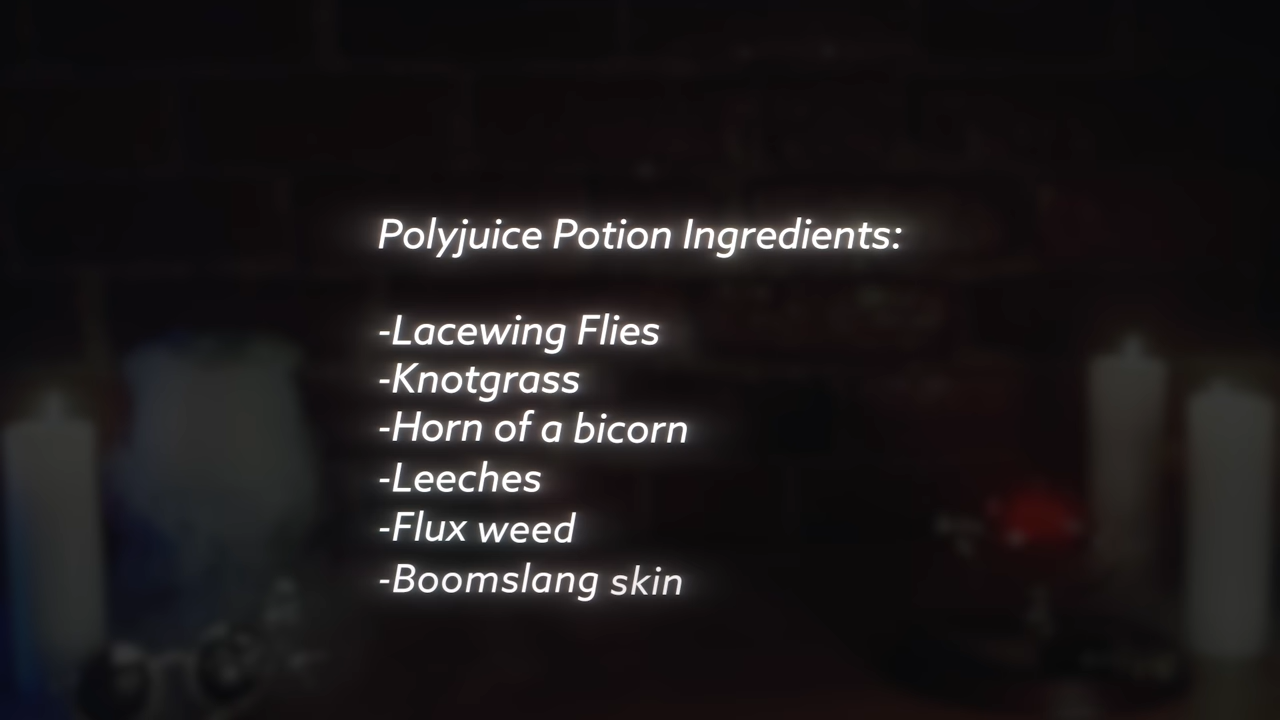 Polyjuice Potion Ingredients:
-Lacewing Flies
-Knotgrass
-Horn of a bicorn
-Leeches
-Flux weed
-Boomslang skin